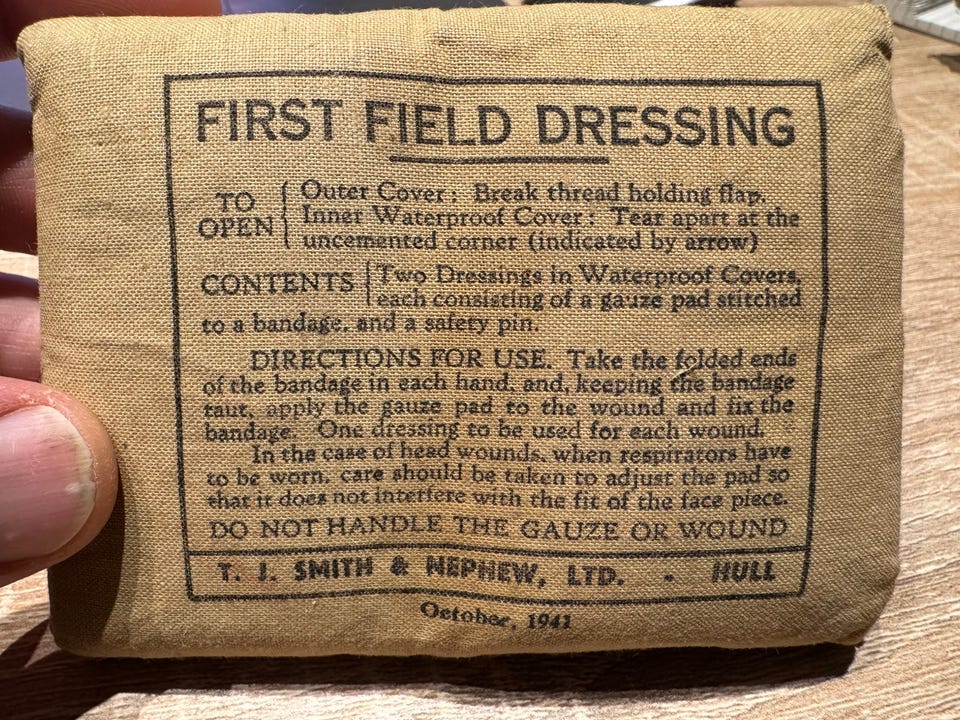 FIRST FIELD DRESSING
TO OPEN { Outer Cover: Break thread holding flap.
Inner Waterproof Cover: Tear apart at the
uncemented corner (indicated by arrow)
CONTENTS { Two Dressings in Waterproof Covers,
each consisting of a gauze pad stitched
to a bandage, and a safety pin.
DIRECTIONS FOR USE. Take the folded ends
of the bandage in each hand, and, keeping the bandage
taut, apply the gauze pad to the wound and fix the
bandage. One dressing to be used for each wound.
In the case of head wounds, when respirators have
to be worn, care should be taken to adjust the pad so
that it does not interfere with the fit of the face piece.
DO NOT HANDLE THE GAUZE OR WOUND
T. J. SMITH & NEPHEW, LTD. - HULL
October, 1941